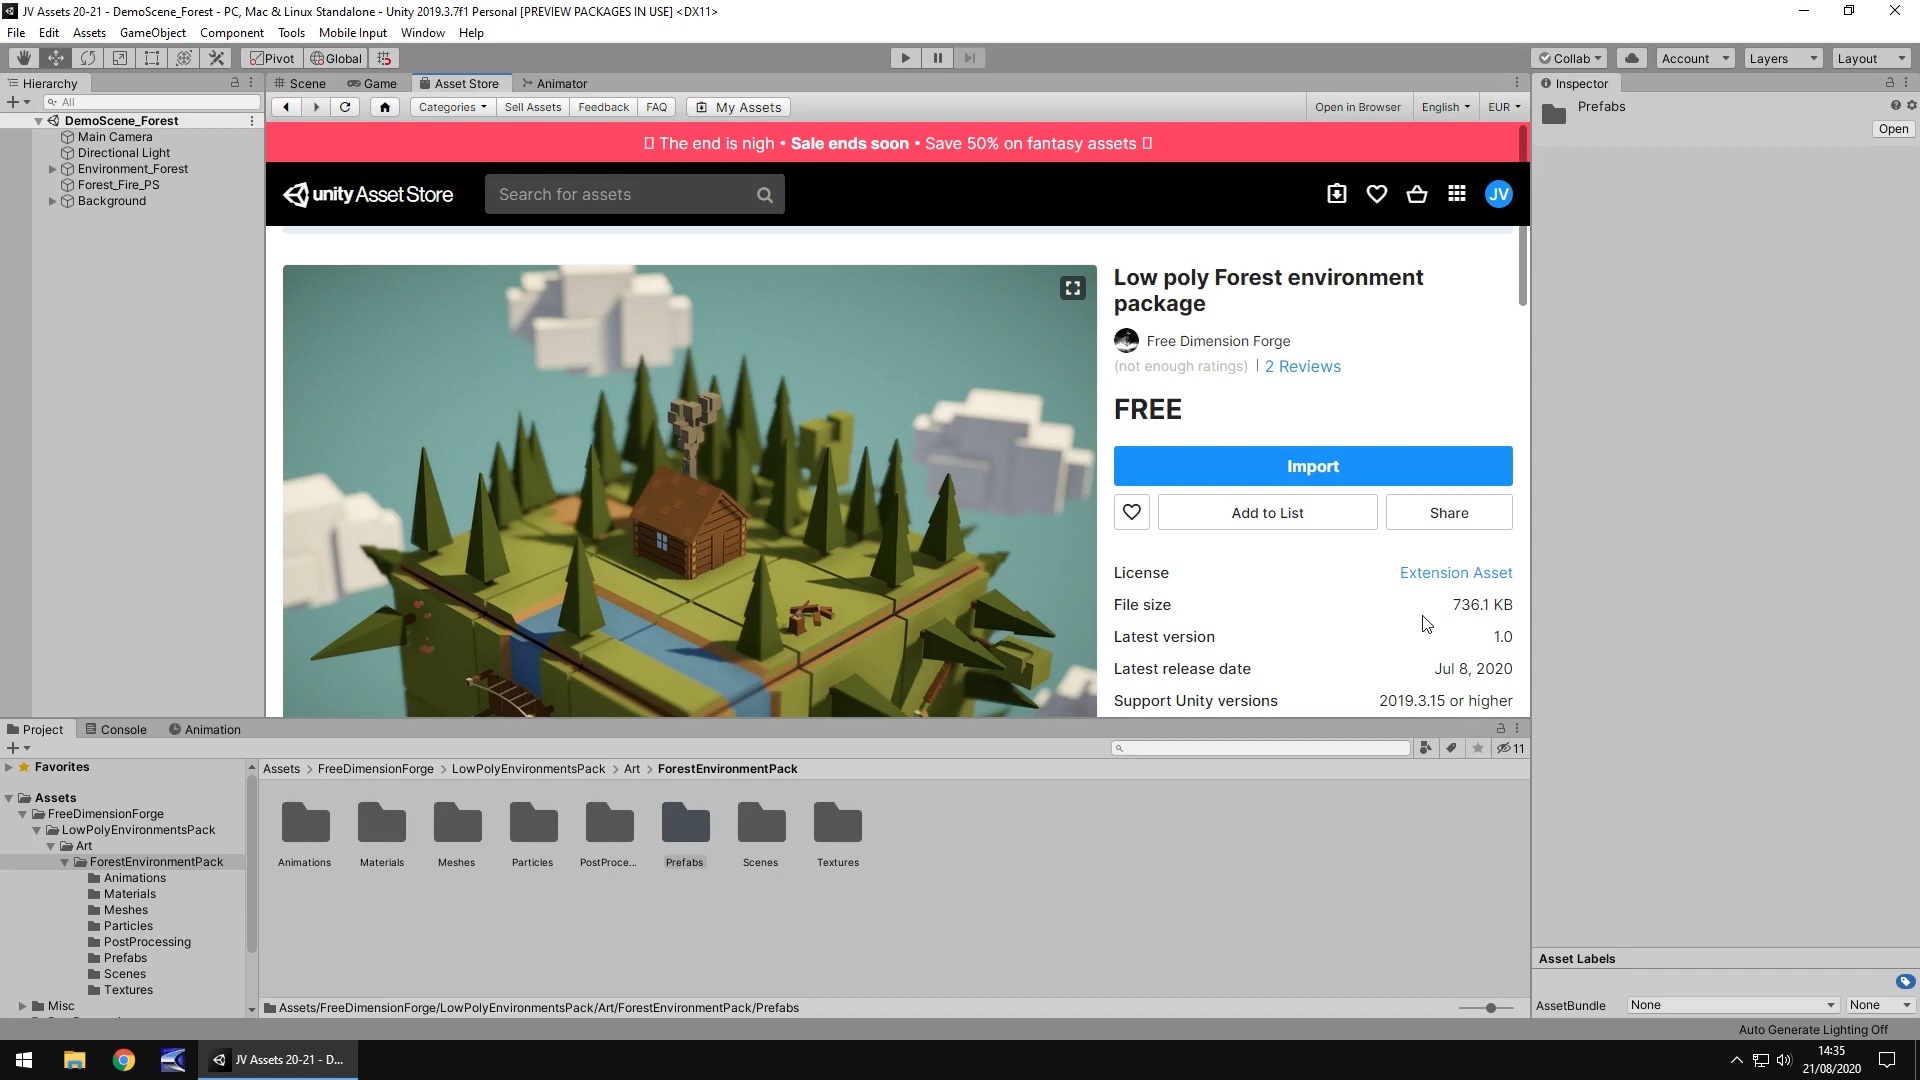 JV Assets 20-21 - DemoScene_Forest - PC, Mac & Linux Standalone - Unity 2019.3.7f1 Personal [PREVIEW PACKAGES IN USE] <DX11>
File Edit Assets GameObject Component Tools Mobile Input Window Help
Pivot Global Collab Account Layers Layout
Hierarchy Scene Game Asset Store Animator Inspector
All Categories Sell Assets Feedback FAQ My Assets Open in Browser English EUR Prefabs
Open
DemoScene_Forest
Main Camera
Directional Light
Environment_Forest
Forest_Fire_PS
Background
The end is nigh • Sale ends soon • Save 50% on fantasy assets
unity Asset Store Search for assets JV
Low poly Forest environment
package
Free Dimension Forge
(not enough ratings) | 2 Reviews
FREE
Import
Add to List Share
License Extension Asset
File size 736.1 KB
Latest version 1.0
Latest release date Jul 8, 2020
Support Unity versions 2019.3.15 or higher
Project Console Animation
11
Favorites
Assets
FreeDimensionForge
LowPolyEnvironmentsPack
Art
ForestEnvironmentPack
Animations
Materials
Meshes
Particles
PostProcessing
Prefabs
Scenes
Textures
Misc
Assets > FreeDimensionForge > LowPolyEnvironmentsPack > Art > ForestEnvironmentPack
Animations Materials Meshes Particles PostProce... Prefabs Scenes Textures
Assets/FreeDimensionForge/LowPolyEnvironmentsPack/Art/ForestEnvironmentPack/Prefabs
Asset Labels
AssetBundle None None
Auto Generate Lighting Off
JV Assets 20-21 - D...
14:35
21/08/2020